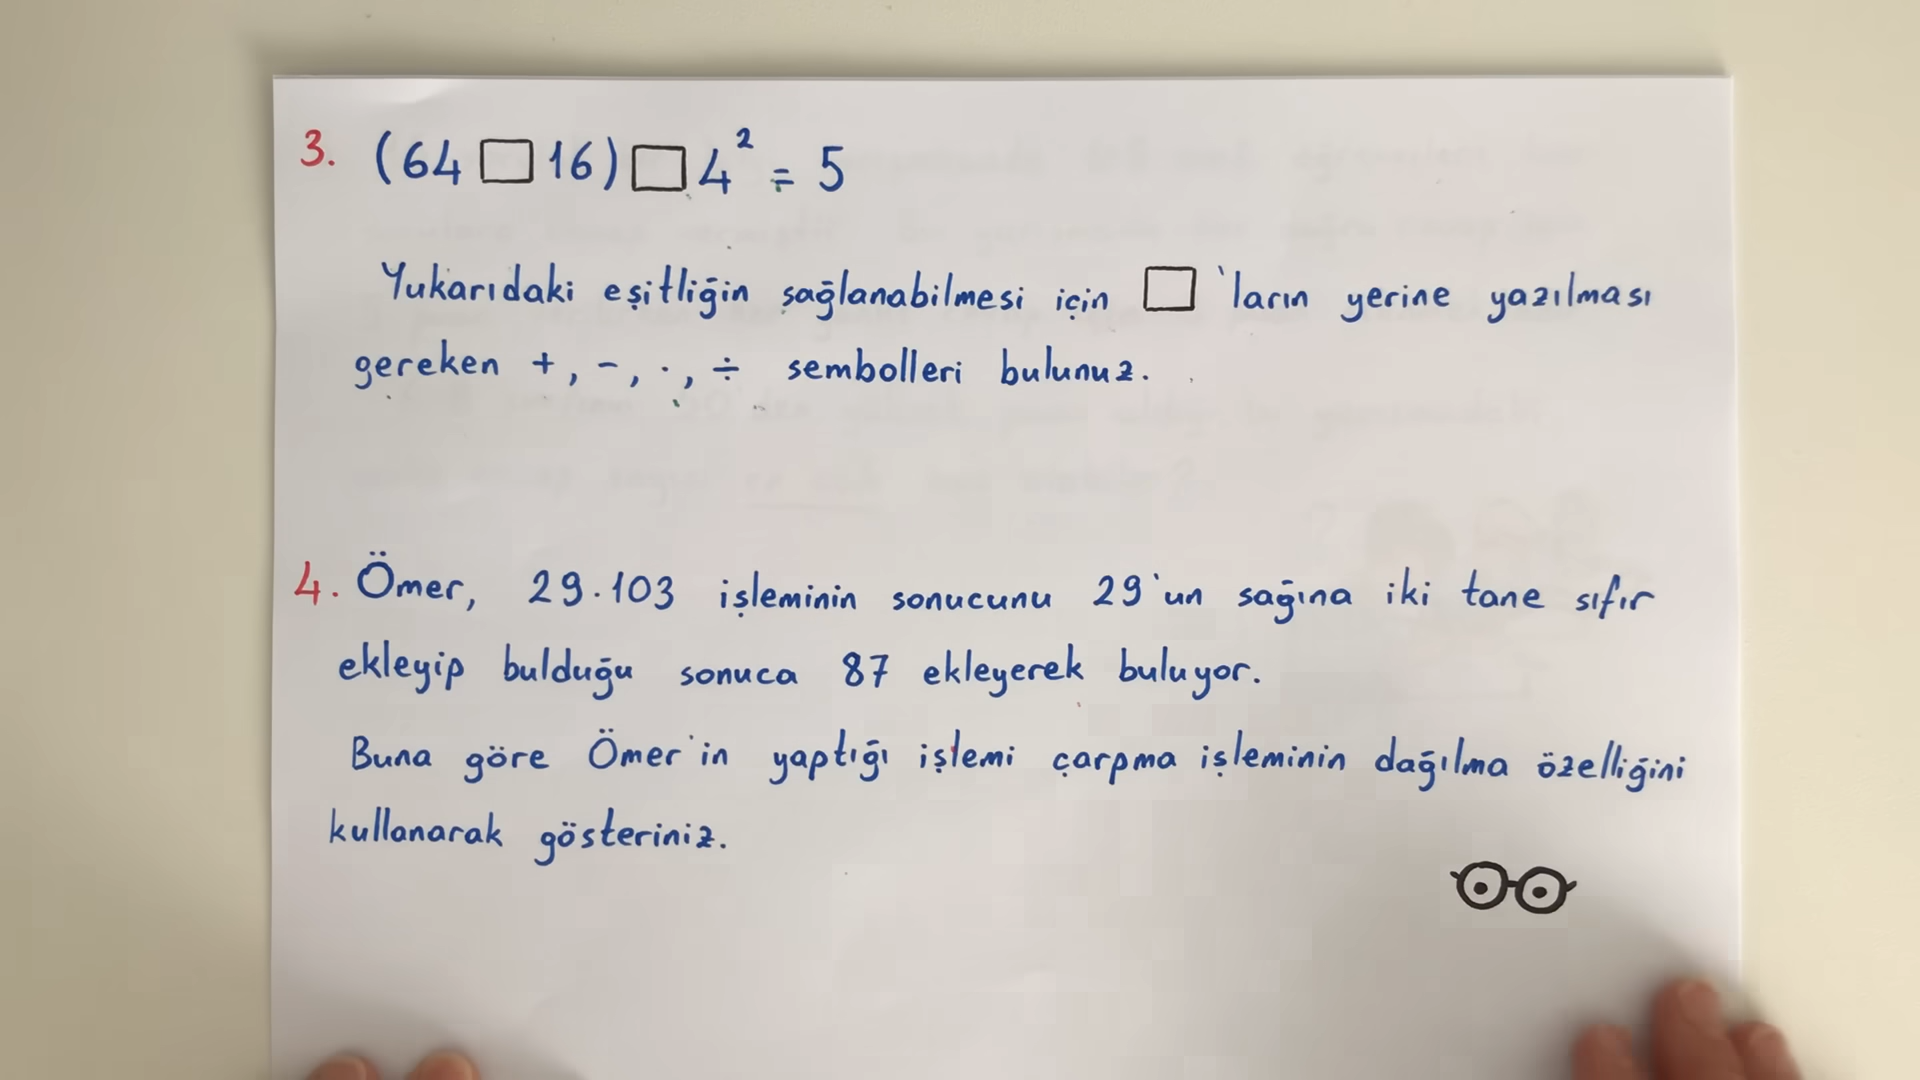 3. (64 □ 16) □ 4² = 5
Yukarıdaki eşitliğin sağlanabilmesi için □ 'ların yerine yazılması
gereken +, -, ·, ÷ sembolleri bulunuz.
4. Ömer, 29.103 işleminin sonucunu 29'un sağına iki tane sıfır
ekleyip bulduğu sonuca 87 ekleyerek buluyor.
Buna göre Ömer'in yaptığı işlemi çarpma işleminin dağılma özelliğini
kullanarak gösteriniz.